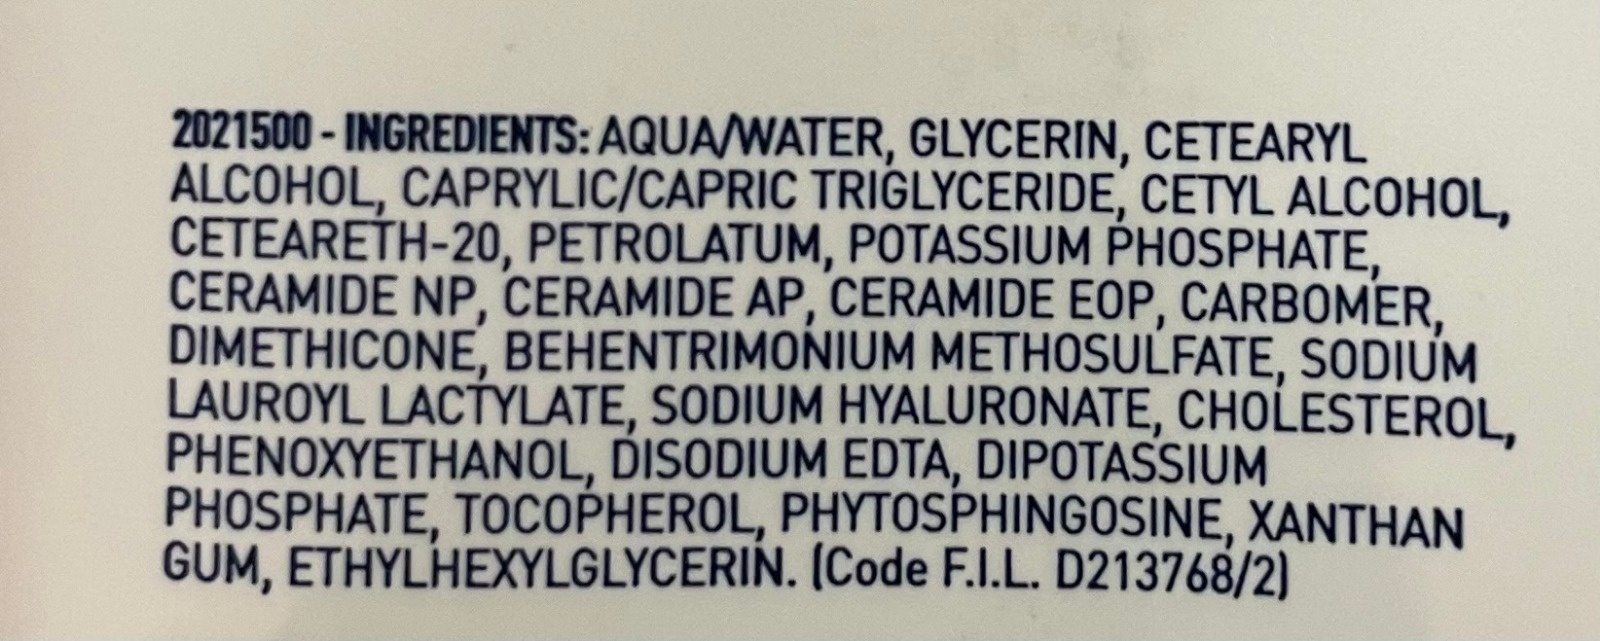 2021500 - INGREDIENTS: AQUA/WATER, GLYCERIN, CETEARYL
ALCOHOL, CAPRYLIC/CAPRIC TRIGLYCERIDE, CETYL ALCOHOL,
CETEARETH-20, PETROLATUM, POTASSIUM PHOSPHATE,
CERAMIDE NP, CERAMIDE AP, CERAMIDE EOP, CARBOMER,
DIMETHICONE, BEHENTRIMONIUM METHOSULFATE, SODIUM
LAUROYL LACTYLATE, SODIUM HYALURONATE, CHOLESTEROL,
PHENOXYETHANOL, DISODIUM EDTA, DIPOTASSIUM
PHOSPHATE, TOCOPHEROL, PHYTOSPHINGOSINE, XANTHAN
GUM, ETHYLHEXYLGLYCERIN. (Code F.I.L. D213768/2)